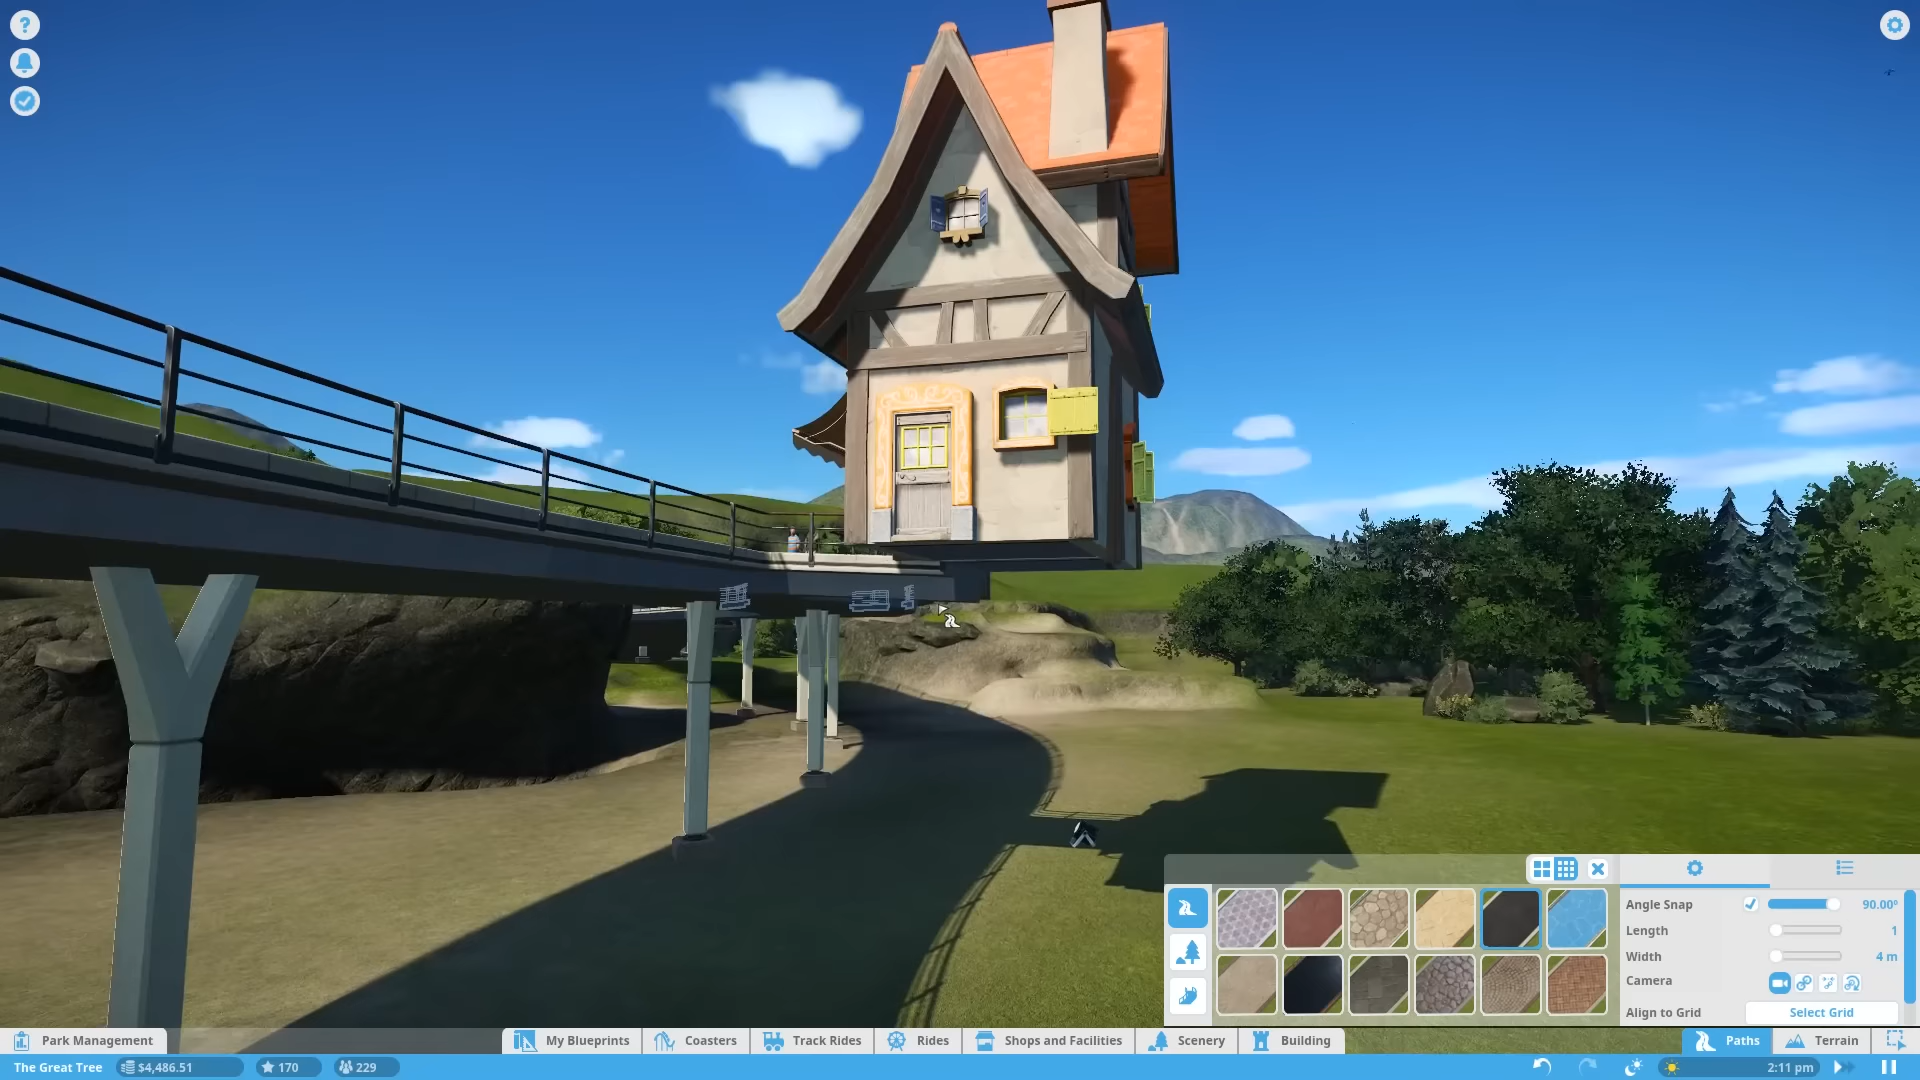 ?
Angle Snap 90.00°
Length 1
Width 4 m
Camera
Align to Grid Select Grid
Park Management My Blueprints Coasters Track Rides Rides Shops and Facilities Scenery Building Paths Terrain
The Great Tree $4,486.51 170 229 2:11 pm